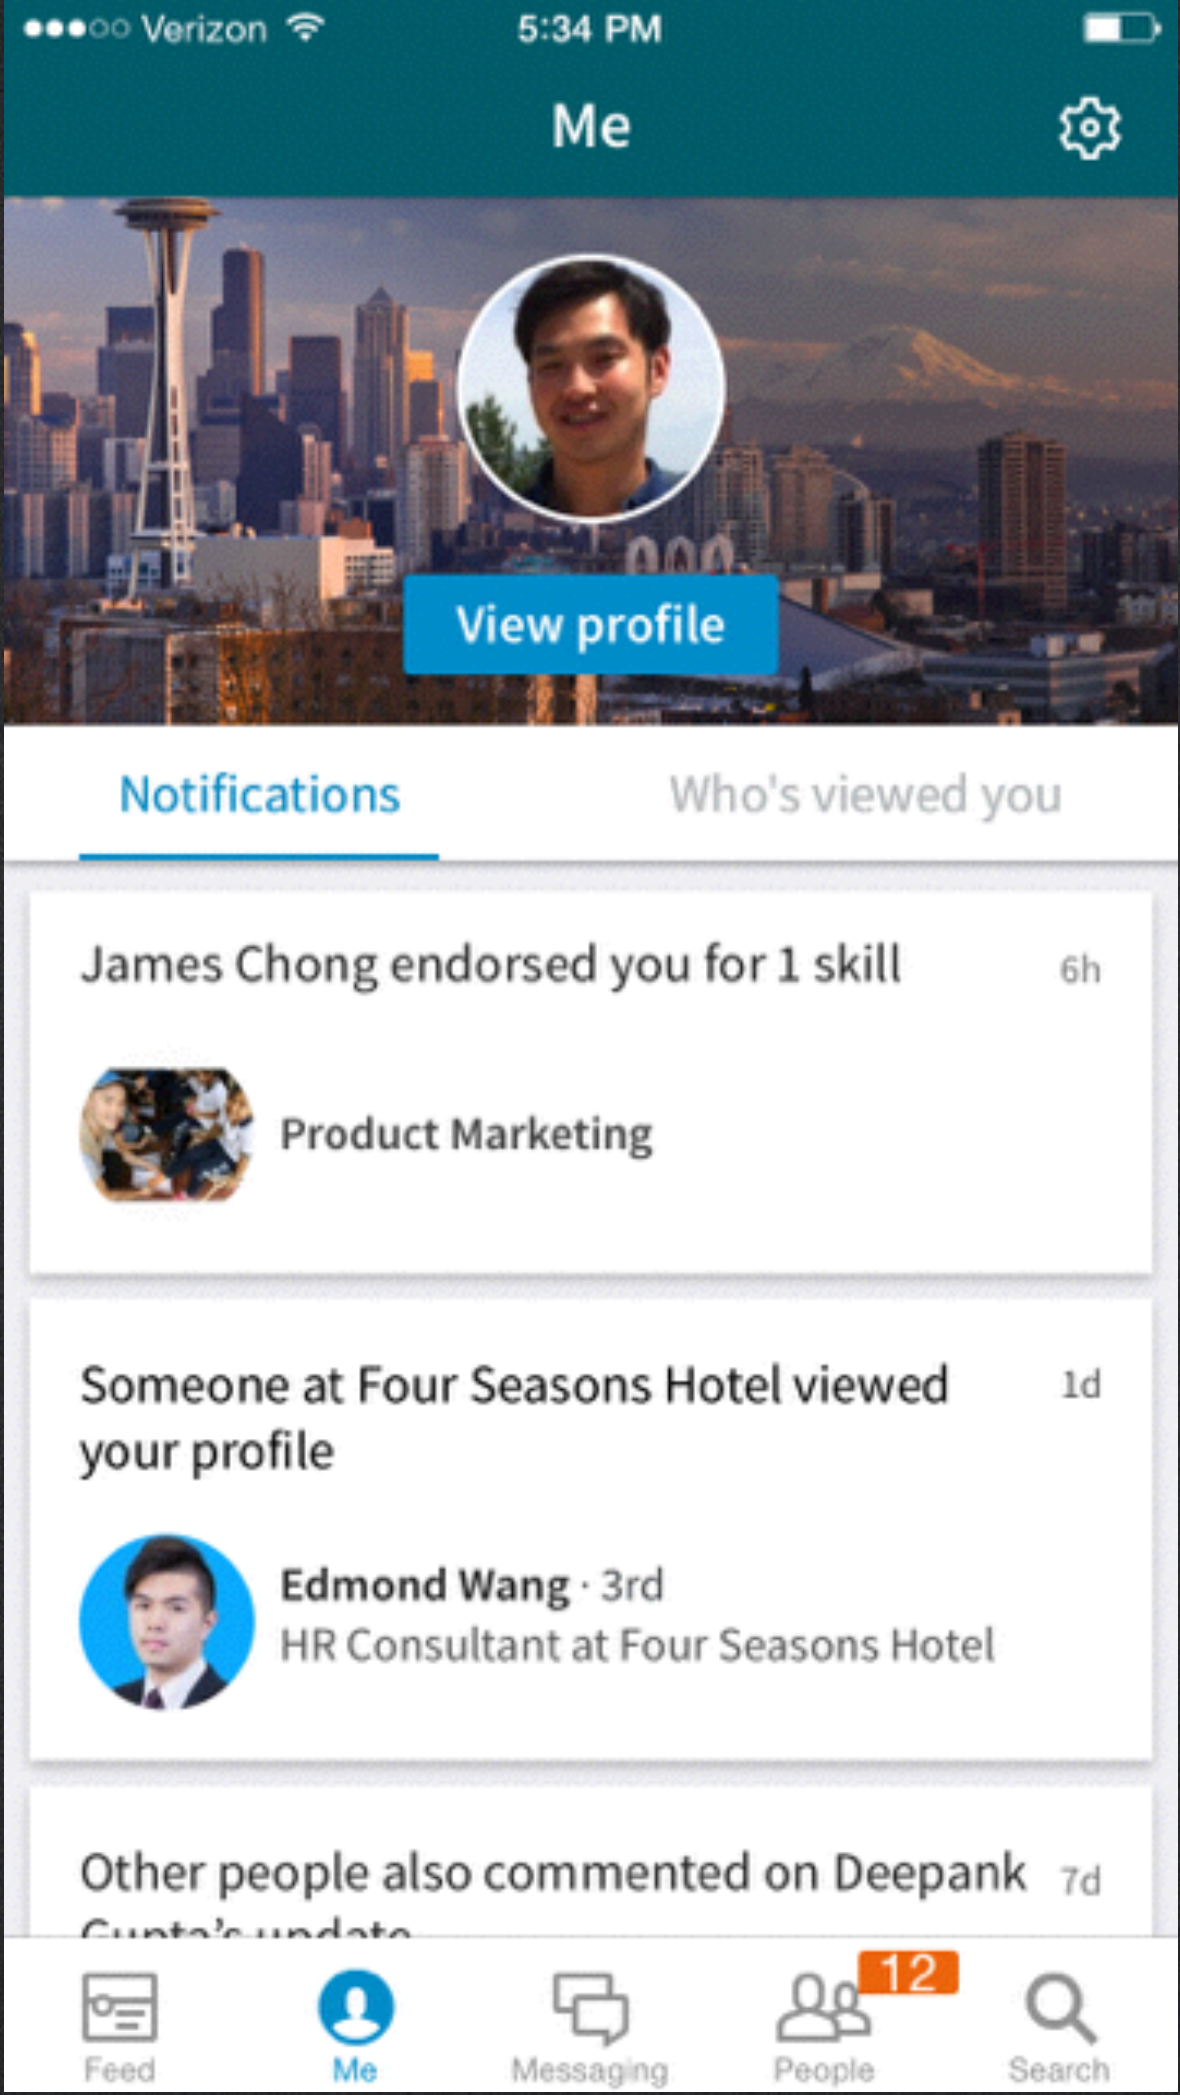 Verizon
5:34 PM
Me
View profile
Notifications
Who's viewed you
James Chong endorsed you for 1 skill
6h
Product Marketing
Someone at Four Seasons Hotel viewed
1d
your profile
Edmond Wang · 3rd
HR Consultant at Four Seasons Hotel
Other people also commented on Deepank
7d
Gupta’s update
12
Feed
Me
Messaging
People
Search